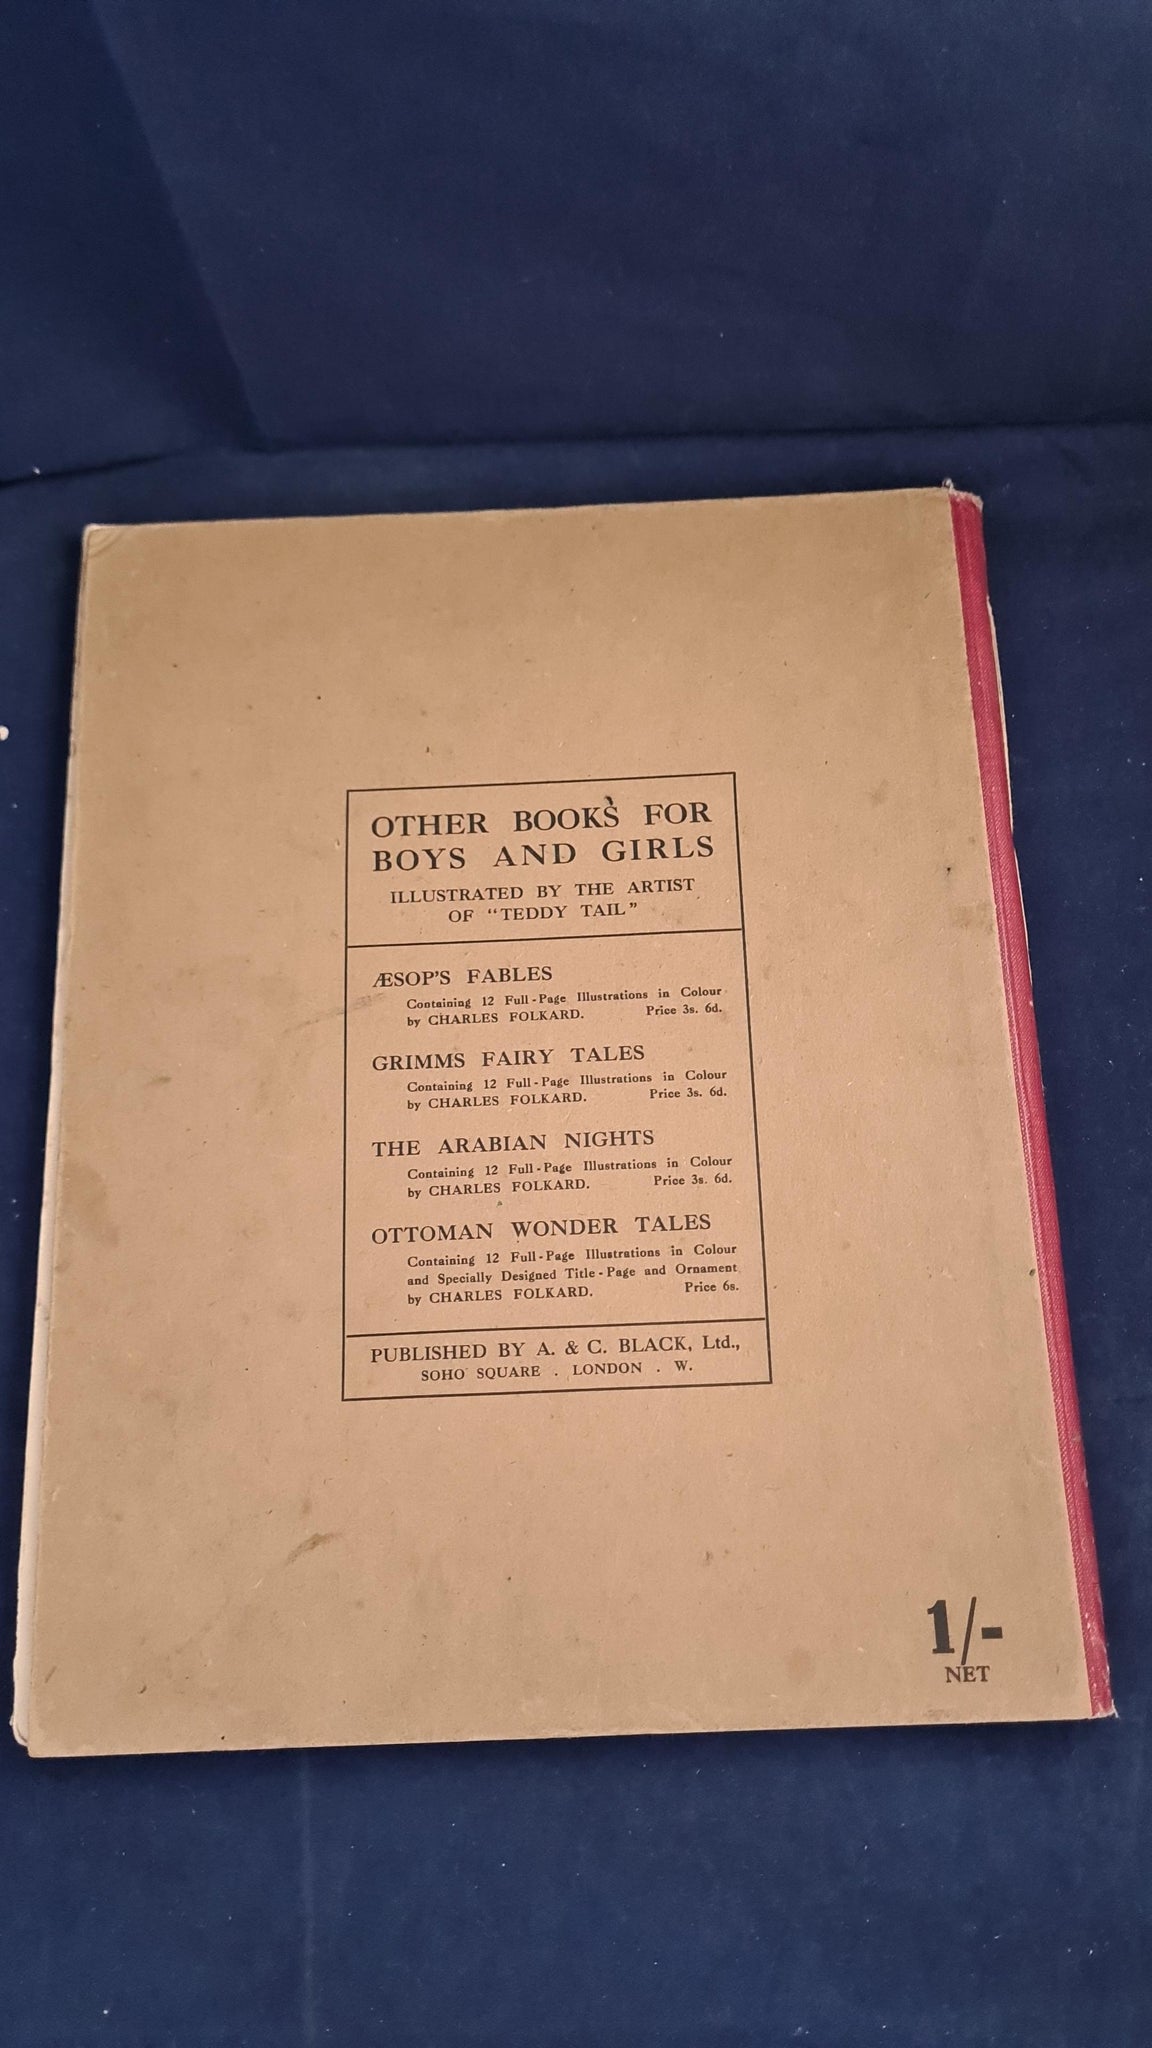 OTHER BOOKS FOR
BOYS AND GIRLS
ILLUSTRATED BY THE ARTIST
OF "TEDDY TAIL"
ÆSOP'S FABLES
Containing 12 Full-Page Illustrations in Colour
by CHARLES FOLKARD. Price 3s. 6d.
GRIMMS FAIRY TALES
Containing 12 Full-Page Illustrations in Colour
by CHARLES FOLKARD. Price 3s. 6d.
THE ARABIAN NIGHTS
Containing 12 Full-Page Illustrations in Colour
by CHARLES FOLKARD. Price 3s. 6d.
OTTOMAN WONDER TALES
Containing 12 Full-Page Illustrations in Colour
and Specially Designed Title-Page and Ornament
by CHARLES FOLKARD. Price 6s.
PUBLISHED BY A. & C. BLACK, Ltd.,
SOHO SQUARE . LONDON . W.
1/-
NET